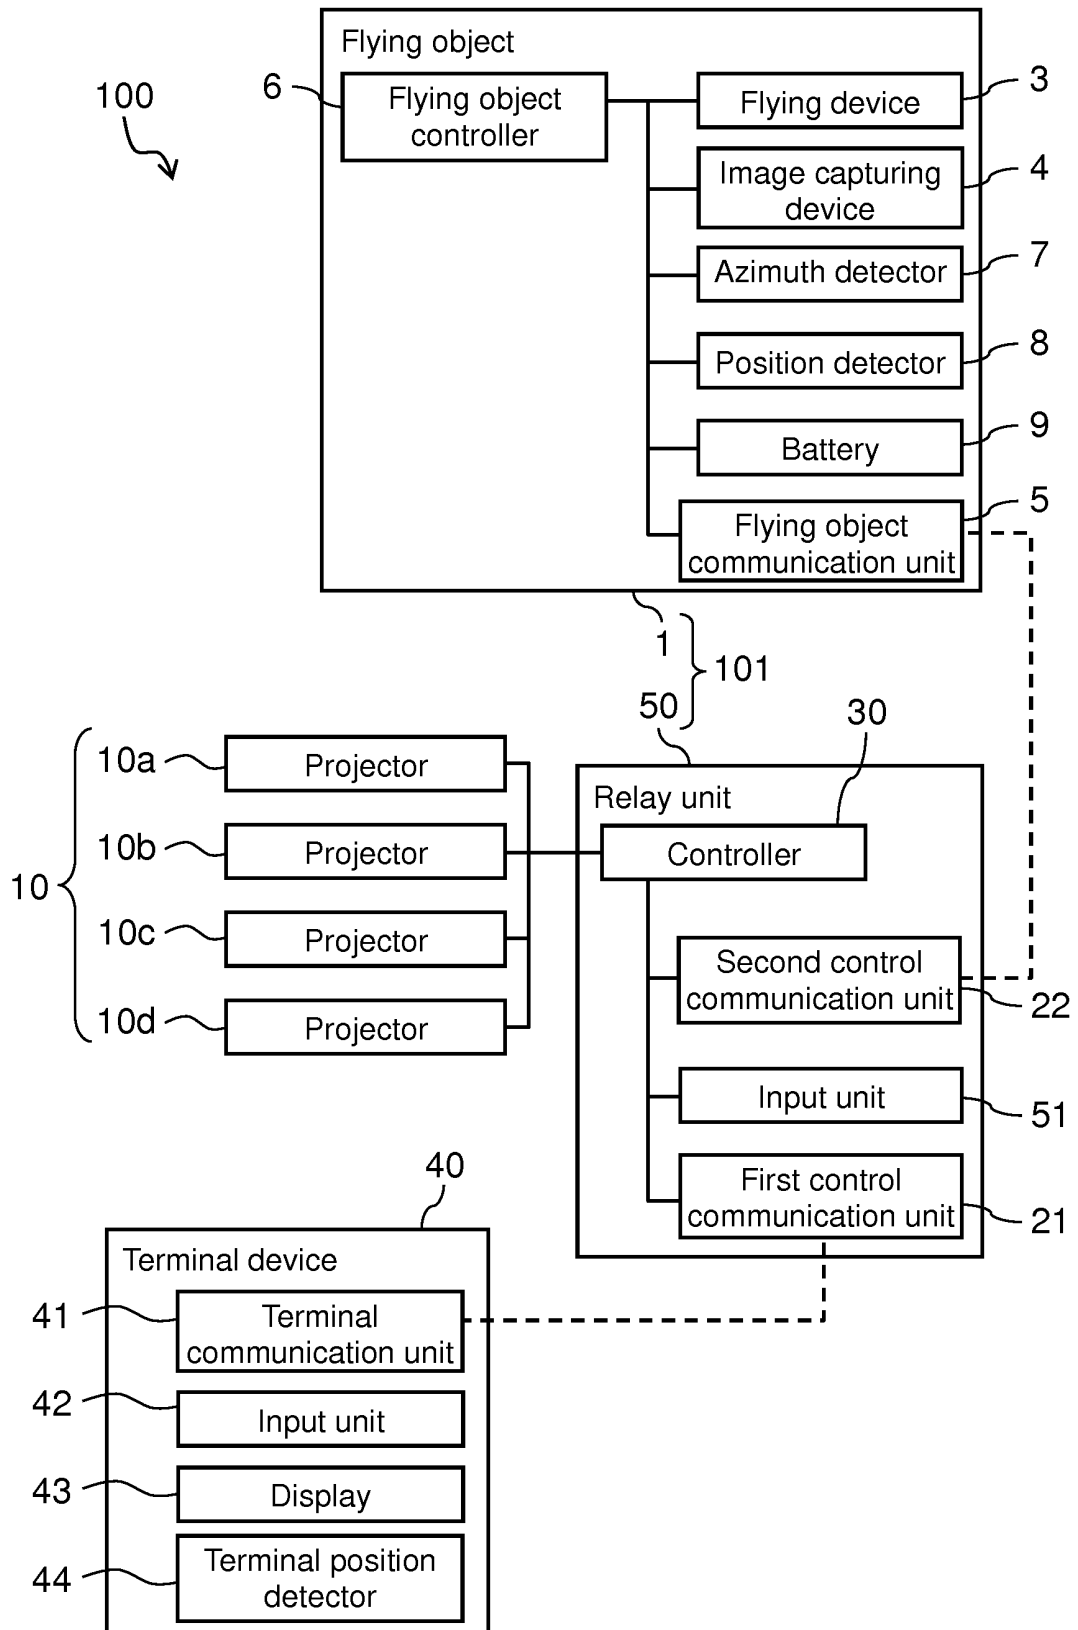 Flying object
6
Flying object
controller
100
Flying device
3
Image capturing
device
4
Azimuth detector
7
Position detector
8
Battery
9
Flying object
communication unit
5
1
101
50
30
10
10a
Projector
10b
Projector
10c
Projector
10d
Projector
Relay unit
Controller
Second control
communication unit
22
Input unit
51
First control
communication unit
21
40
Terminal device
41
Terminal
communication unit
42
Input unit
43
Display
44
Terminal position
detector